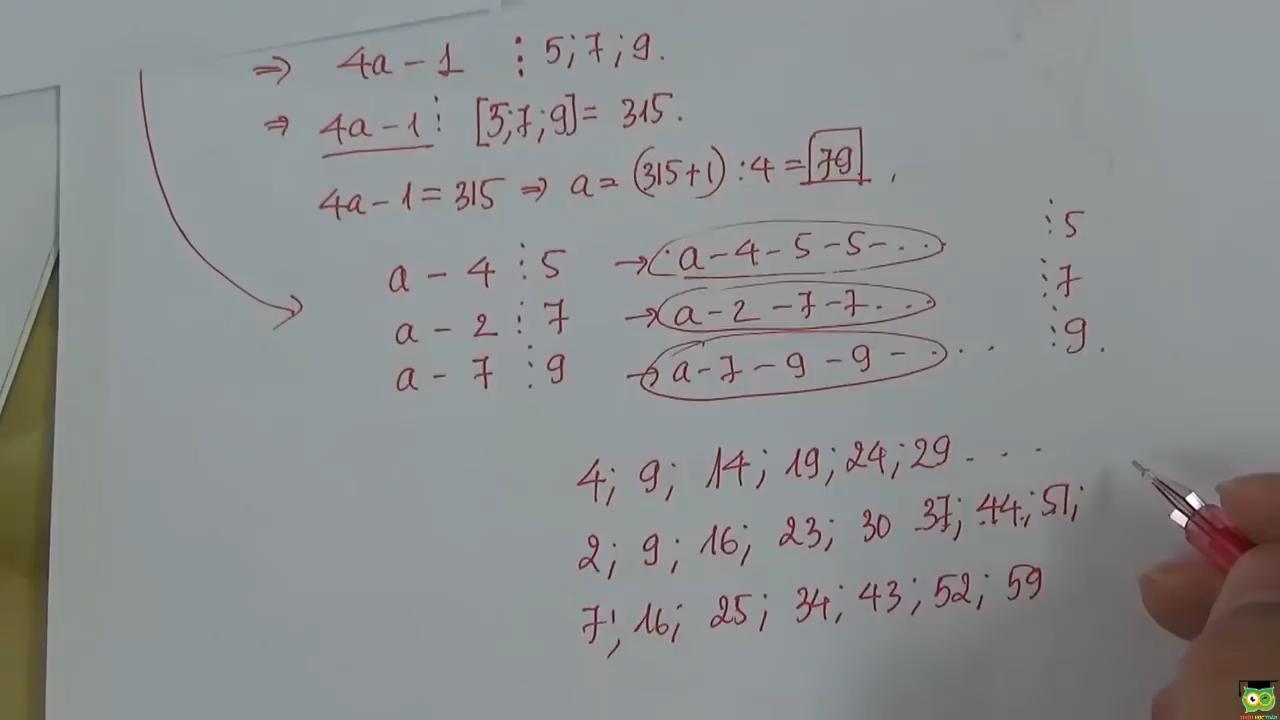 ⇒ 4a - 1 ⋮ 5; 7; 9.
⇒ 4a - 1 ⋮ [5; 7; 9] = 315.
4a - 1 = 315 ⇒ a = (315+1) : 4 = 79.
a - 4 ⋮ 5 → a - 4 - 5 - 5 - ... ⋮ 5
a - 2 ⋮ 7 → a - 2 - 7 - 7 ... ⋮ 7
a - 7 ⋮ 9 → a - 7 - 9 - 9 - ... ⋮ 9.
4; 9; 14; 19; 24; 29 ...
2; 9; 16; 23; 30 37; 44; 51;
7; 16; 25; 34; 43; 52; 59